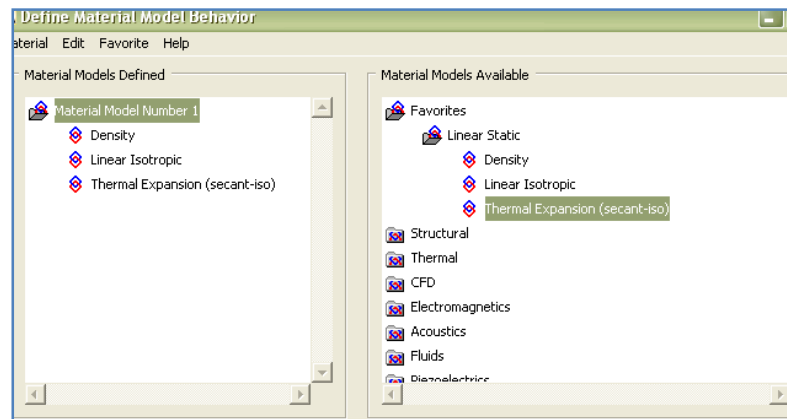 Define Material Model Behavior
aterial Edit Favorite Help
Material Models Defined
Material Model Number 1
Density
Linear Isotropic
Thermal Expansion (secant-iso)
Material Models Available
Favorites
Linear Static
Density
Linear Isotropic
Thermal Expansion (secant-iso)
Structural
Thermal
CFD
Electromagnetics
Acoustics
Fluids
Piezoelectrics